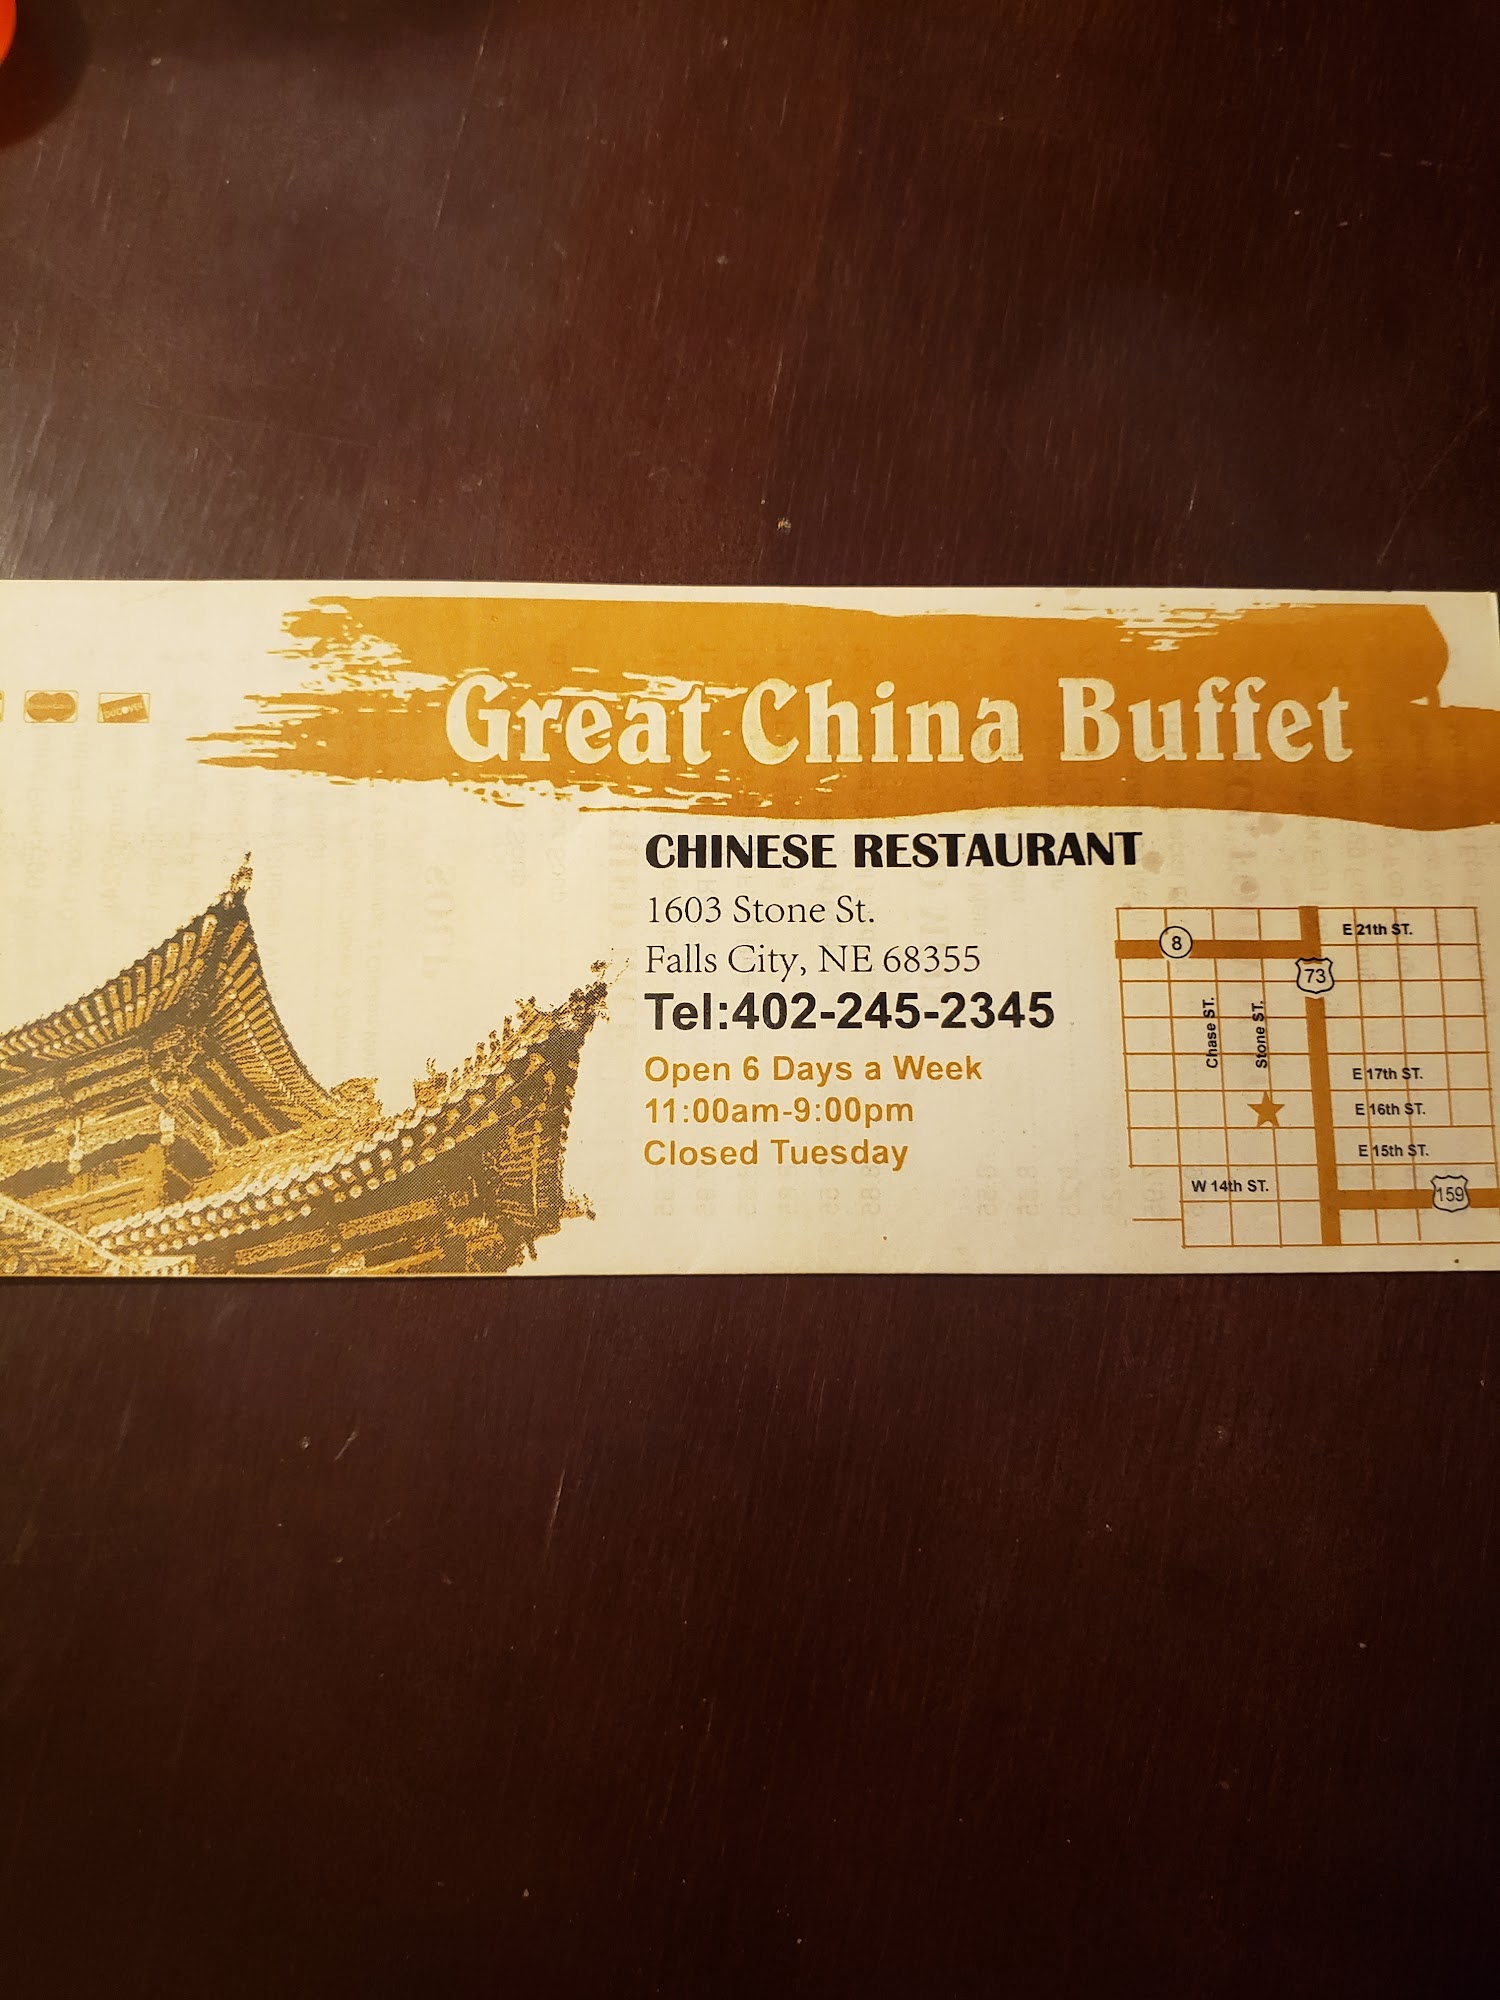 DISCOVER
Great China Buffet
CHINESE RESTAURANT
1603 Stone St.
Falls City, NE 68355
Tel:402-245-2345
Open 6 Days a Week
11:00am-9:00pm
Closed Tuesday
E 21th ST.
8
73
Chase ST.
Stone ST.
E 17th ST.
E 16th ST.
E 15th ST.
W 14th ST.
159